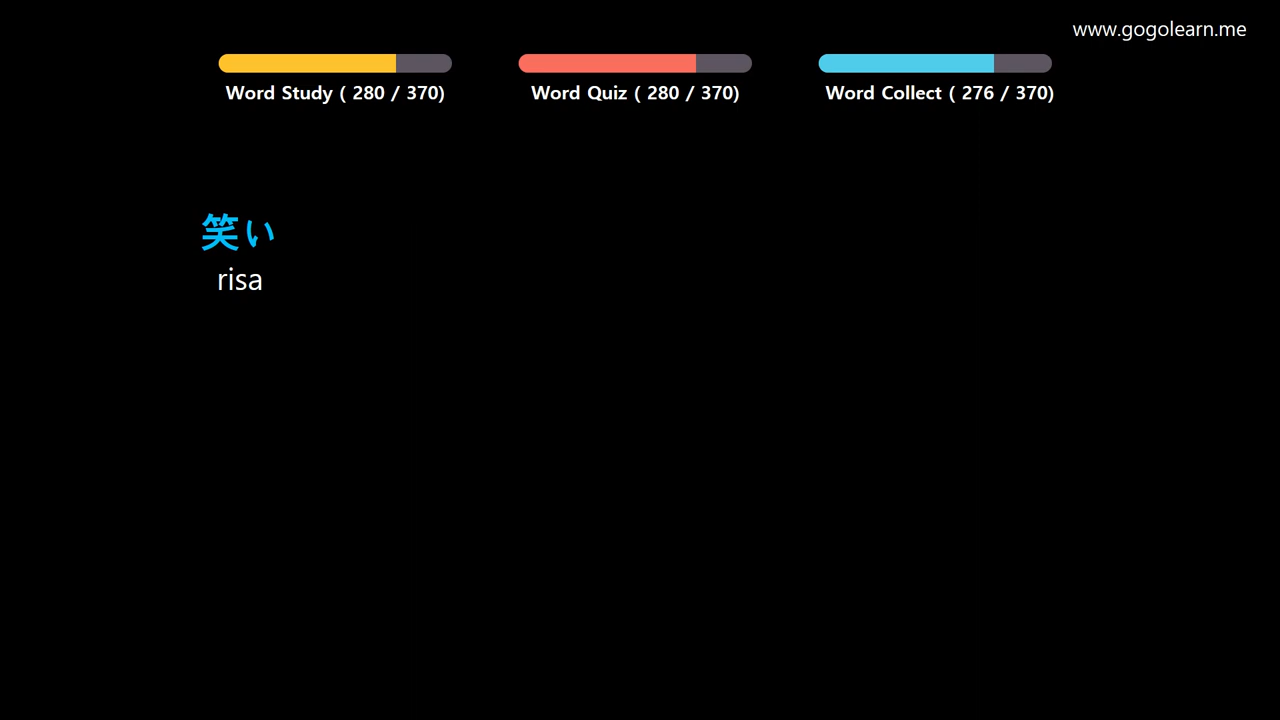 www.gogolearn.me
Word Study ( 280 / 370)
Word Quiz ( 280 / 370)
Word Collect ( 276 / 370)
笑い
risa